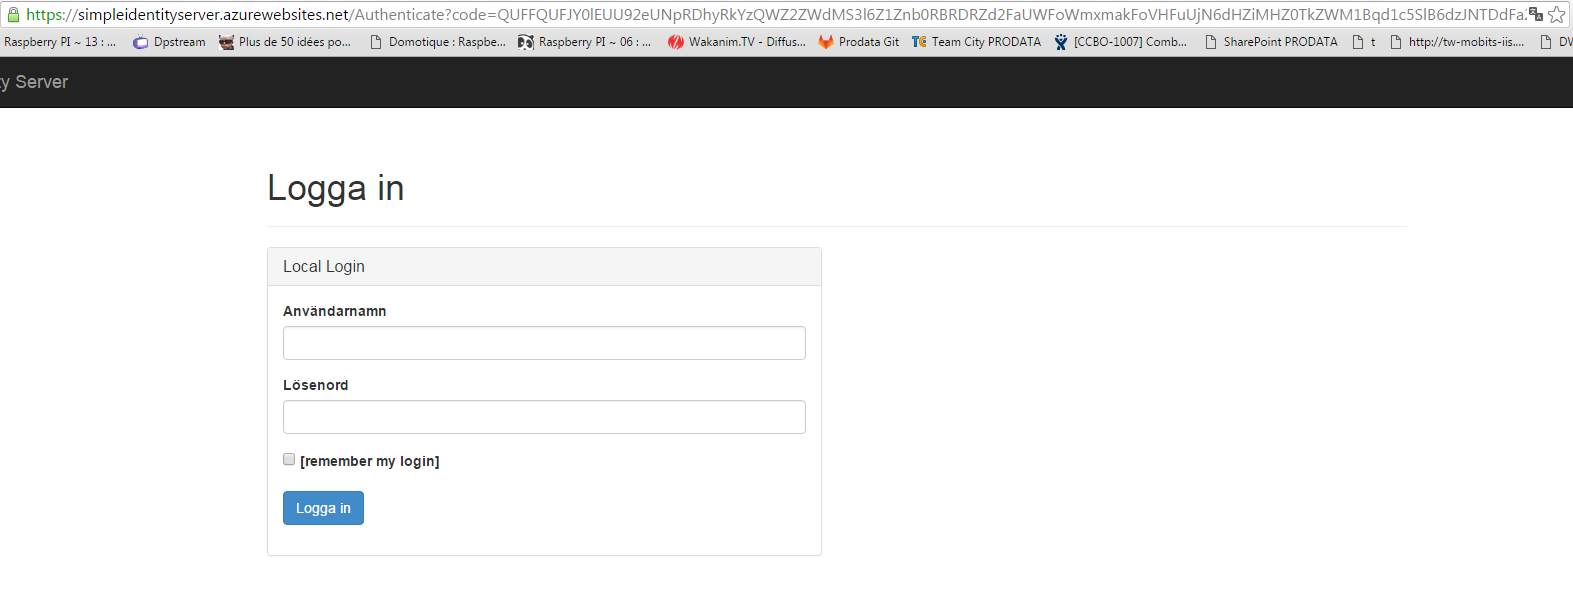 https://simpleidentityserver.azurewebsites.net/Authenticate?code=
Raspberry PI ~ 13 : ... Dpstream Plus de 50 idées po... Domotique : Raspbe... Raspberry PI ~ 06 : ... Wakanim.TV - Diffus... Prodata Git Team City PRODATA [CCBO-1007] Comb... SharePoint PRODATA t http://tw-mobits-iis....
y Server
Logga in
Local Login
Användarnamn
Lösenord
[remember my login]
Logga in